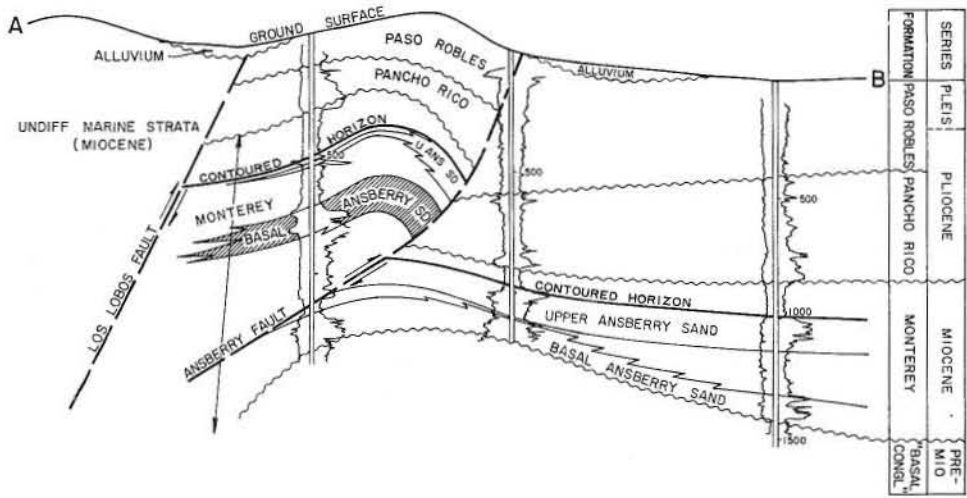 A
GROUND SURFACE
ALLUVIUM
PASO ROBLES
PANCHO RICO
UNDIFF MARINE STRATA
(MIOCENE)
CONTOURED HORIZON
500
U ANS SD
MONTEREY
ANSBERRY SD
BASAL
LOS LOBOS FAULT
ANSBERRY FAULT
ALLUVIUM
B
500
500
CONTOURED HORIZON
1000
UPPER ANSBERRY SAND
BASAL ANSBERRY SAND
1500
FORMATION
PASO ROBLES
PANCHO RICO
MONTEREY
"BASAL
CONGL"
SERIES
PLEIS
PLIOCENE
MIOCENE
PRE-
MIO